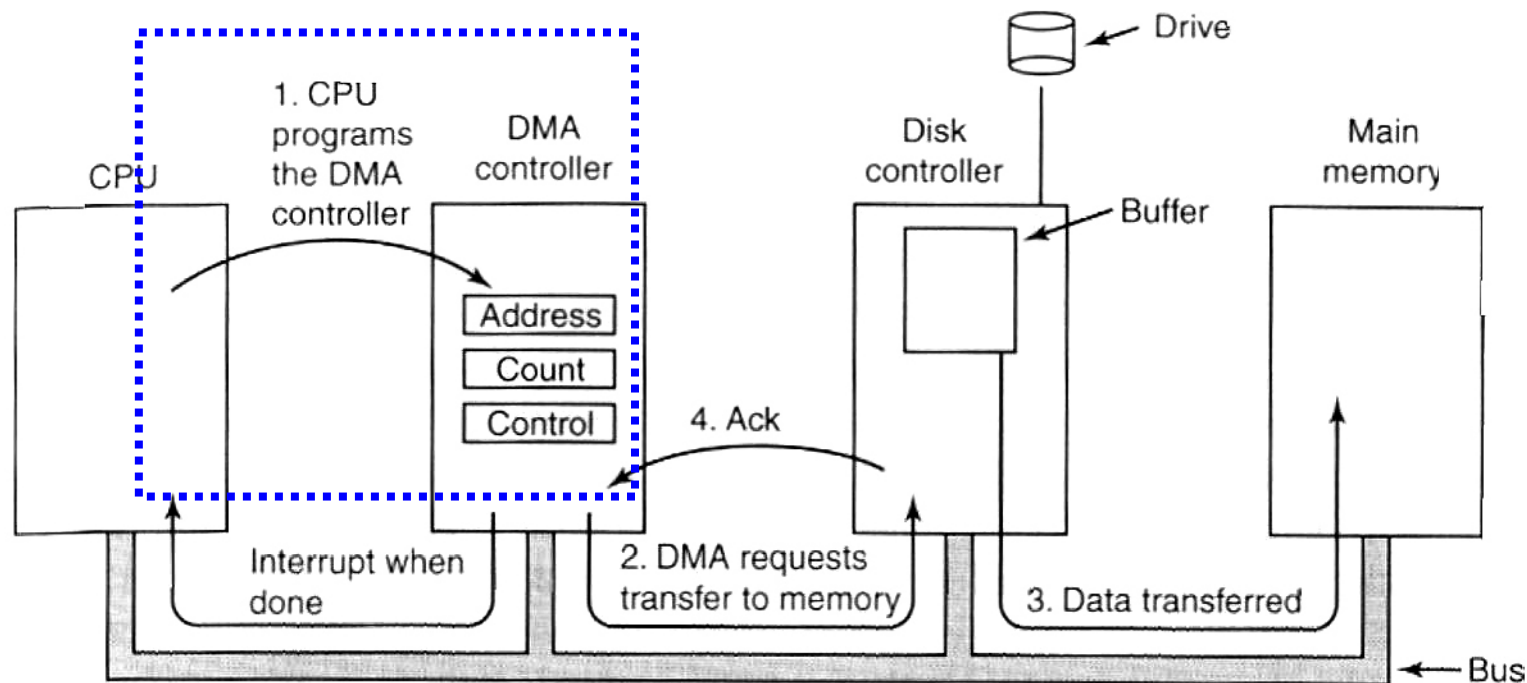 Drive
1. CPU
programs
the DMA
controller
CPU
DMA
controller
Disk
controller
Main
memory
Buffer
Address
Count
Control
4. Ack
Interrupt when
done
2. DMA requests
transfer to memory
3. Data transferred
Bus